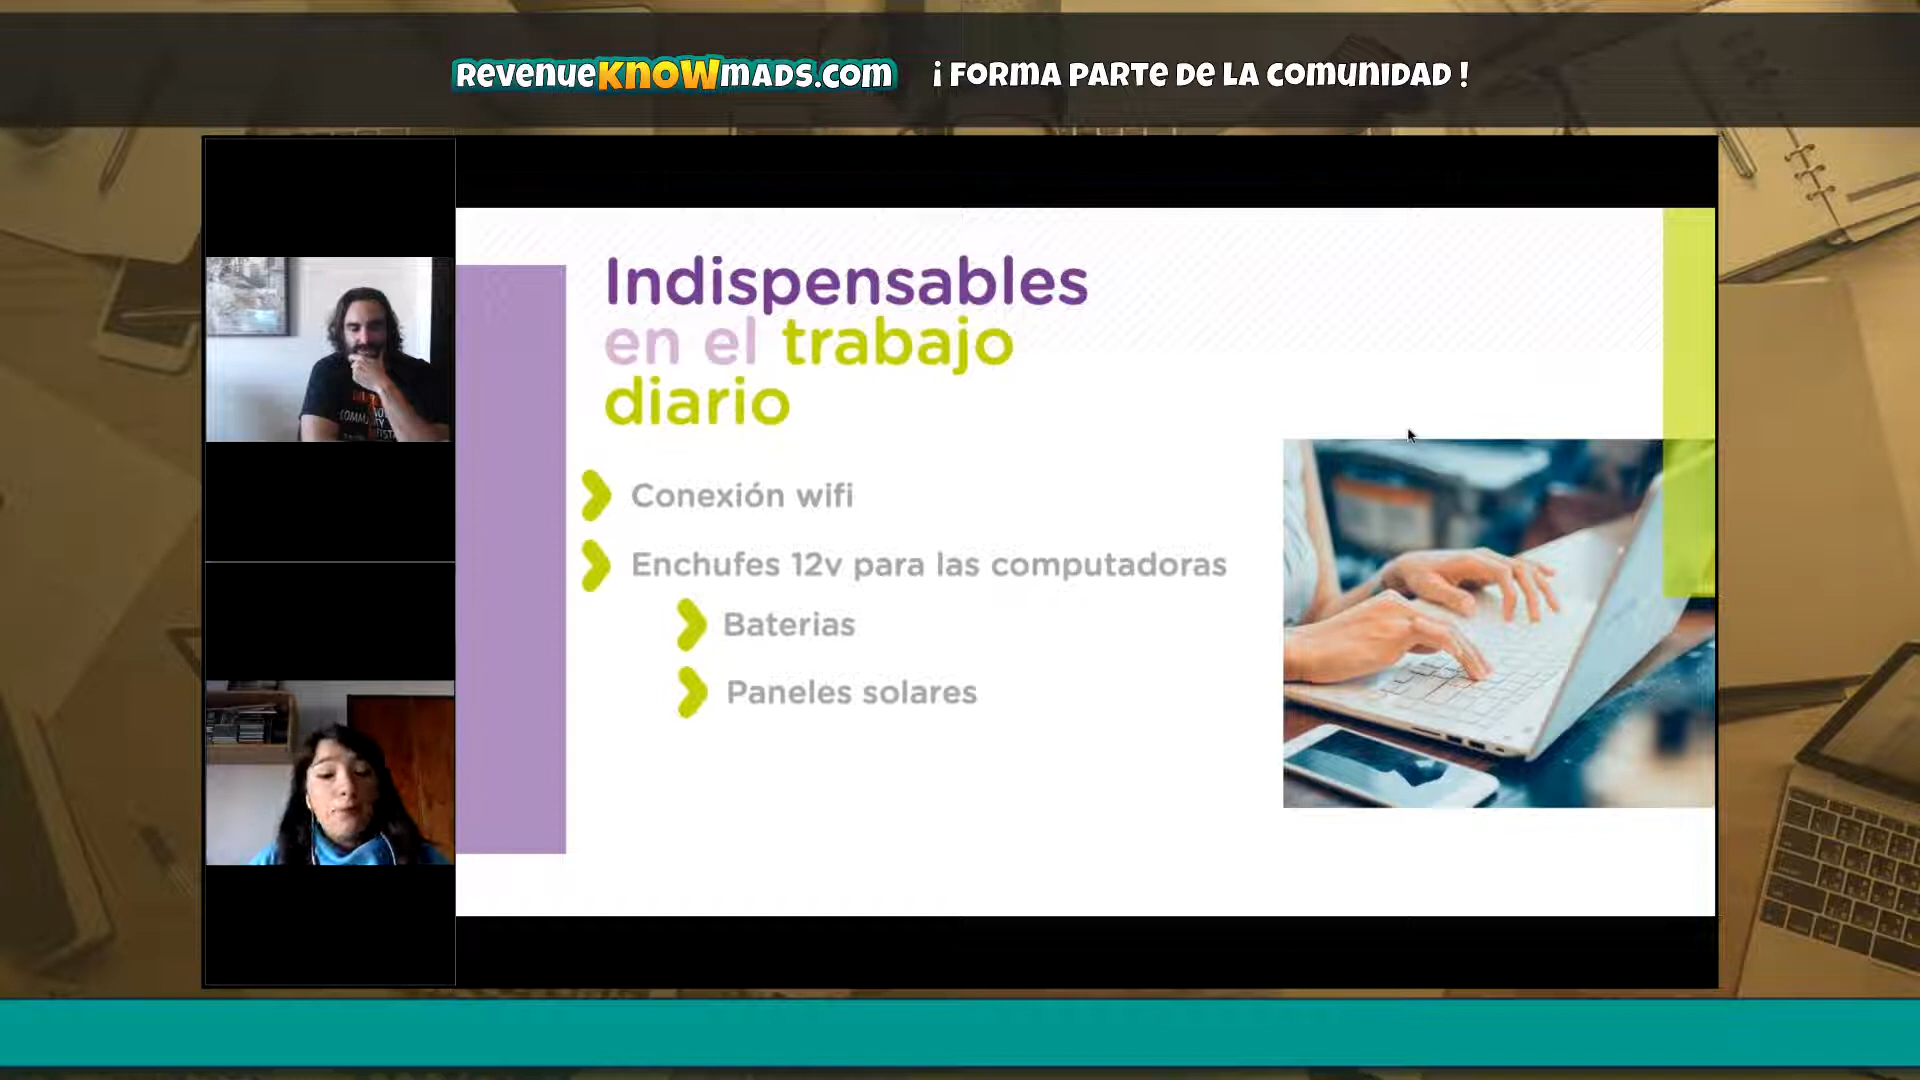 RevenueKNOWmads.com ¡ FORMA PARTE DE LA COMUNIDAD !
Indispensables
en el trabajo
diario
Conexión wifi
Enchufes 12v para las computadoras
Baterias
Paneles solares